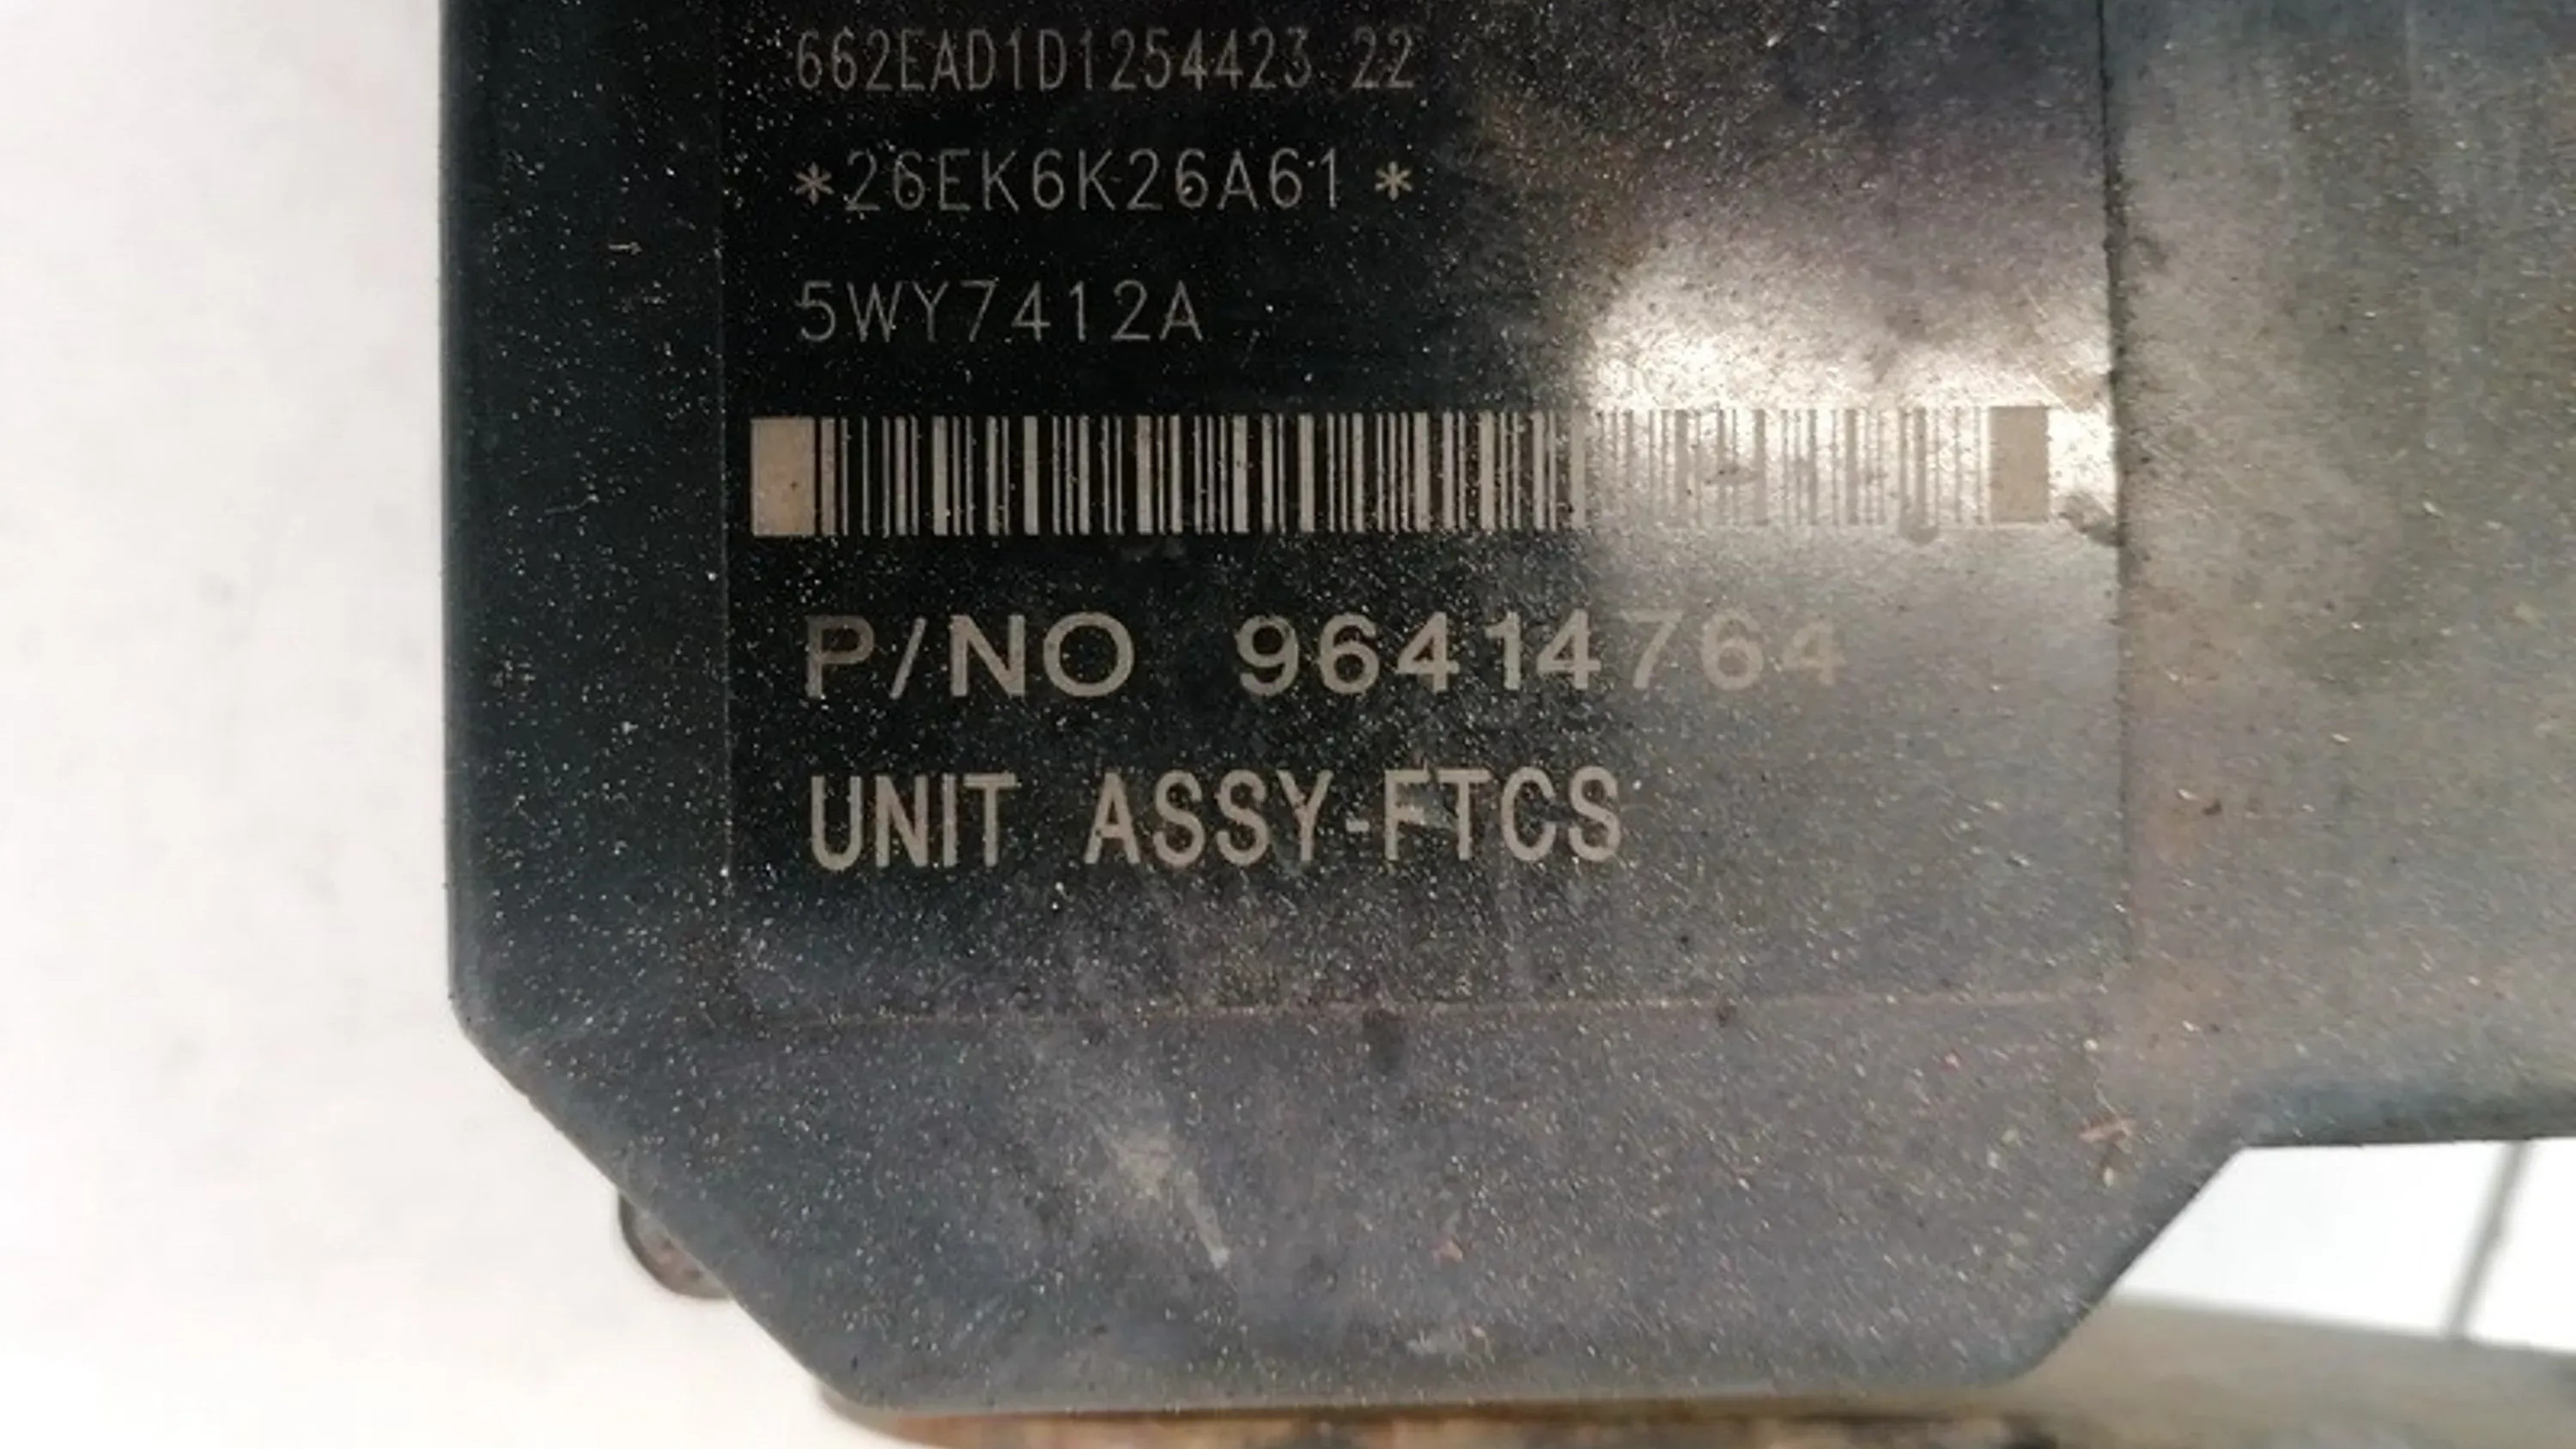 662EAD1D1254423 22
*26EK6K26A61 *
5WY7412A
P/NO 96414764
UNIT ASSY-FTCS